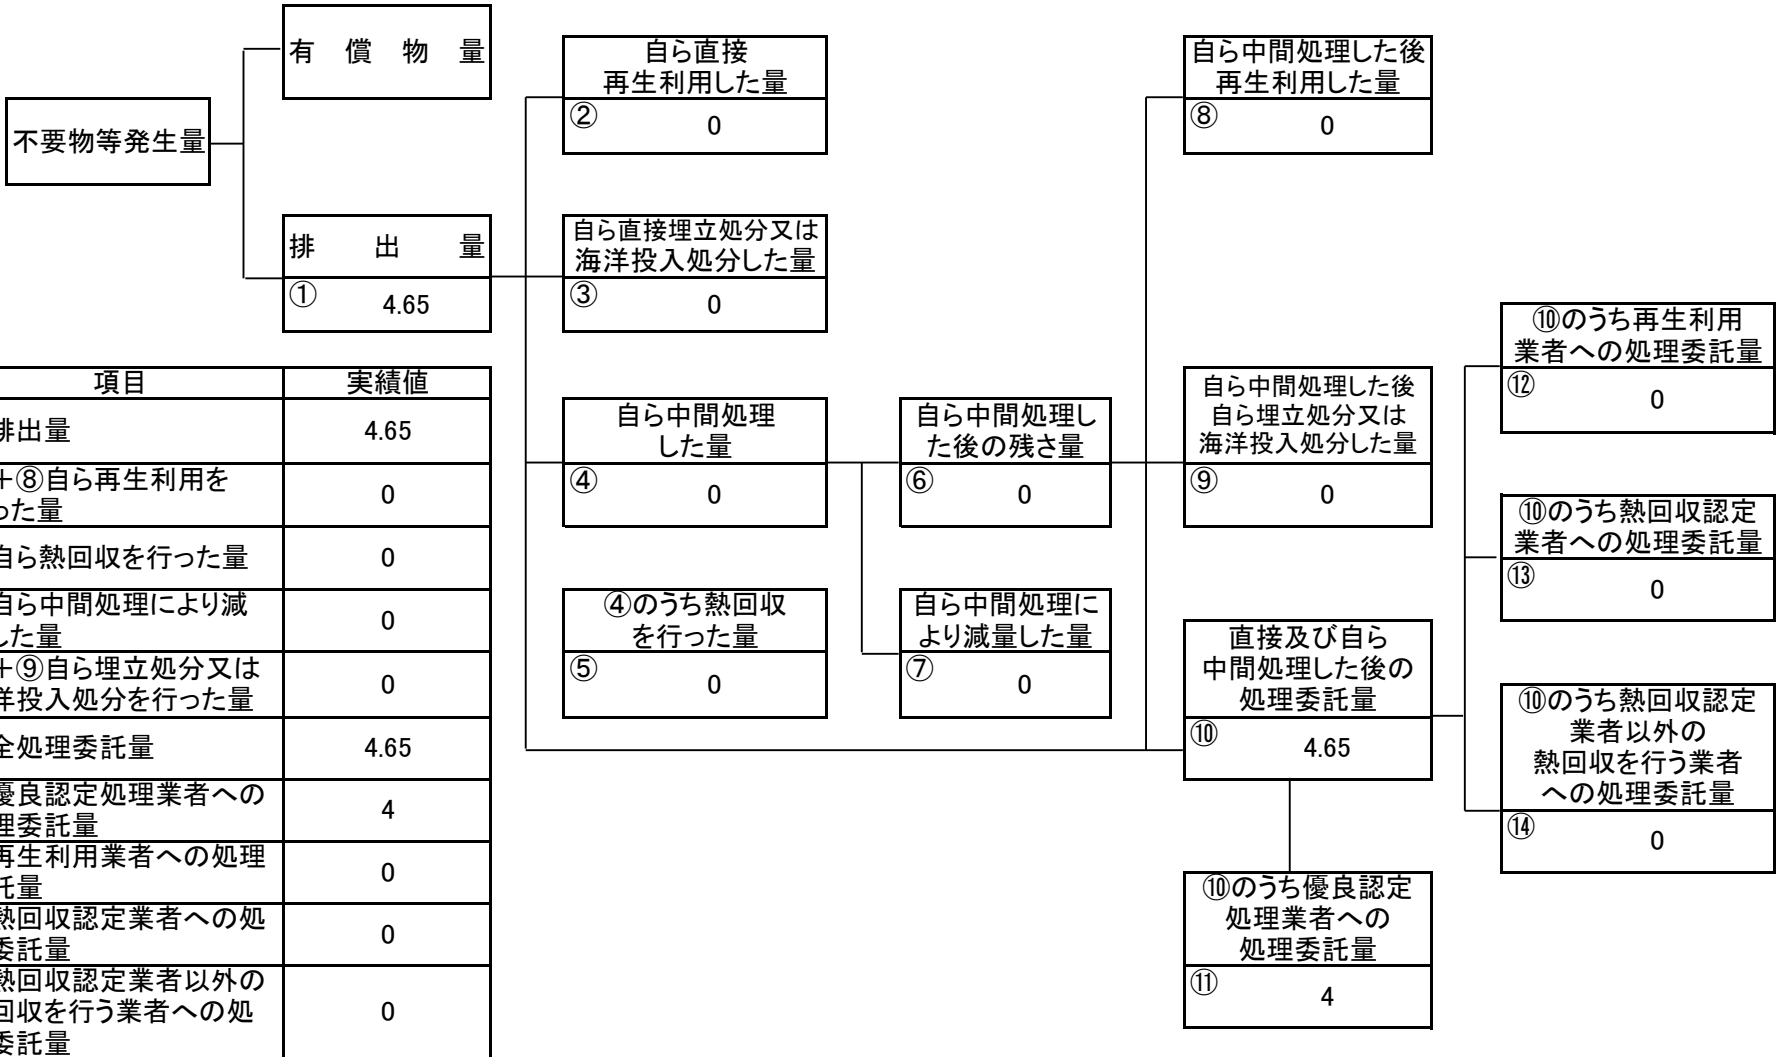 有償物量
不要物等発生量
排出量
① 4.65
自ら直接
再生利用した量
② 0
自ら直接埋立処分又は
海洋投入処分した量
③ 0
自ら中間処理
した量
④ 0
④のうち熱回収
を行った量
⑤ 0
自ら中間処理し
た後の残さ量
⑥ 0
自ら中間処理に
より減量した量
⑦ 0
自ら中間処理した後
再生利用した量
⑧ 0
自ら中間処理した後
自ら埋立処分又は
海洋投入処分した量
⑨ 0
直接及び自ら
中間処理した後の
処理委託量
⑩ 4.65
⑩のうち優良認定
処理業者への
処理委託量
⑪ 4
⑩のうち再生利用
業者への処理委託量
⑫ 0
⑩のうち熱回収認定
業者への処理委託量
⑬ 0
⑩のうち熱回収認定
業者以外の
熱回収を行う業者
への処理委託量
⑭ 0
項目 実績値
排出量 4.65
＋⑧自ら再生利用を
った量 0
自ら熱回収を行った量 0
自ら中間処理により減
した量 0
＋⑨自ら埋立処分又は
洋投入処分を行った量 0
全処理委託量 4.65
優良認定処理業者への
理委託量 4
再生利用業者への処理
託量 0
熱回収認定業者への処
委託量 0
熱回収認定業者以外の
回収を行う業者への処
委託量 0